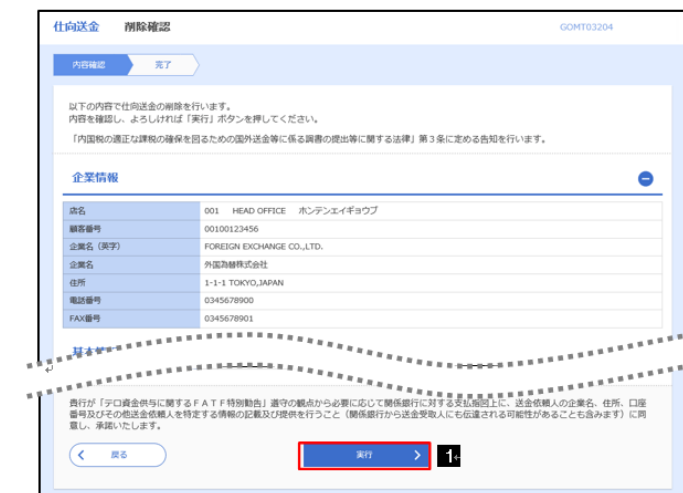 仕向送金 削除確認 GOMT03204
内容確認 完了
以下の内容で仕向送金の削除を行います。
内容を確認し、よろしければ「実行」ボタンを押してください。
「内国税の適正な課税の確保を図るための国外送金等に係る調書の提出等に関する法律」第3条に定める告知を行います。
企業情報
店名 001 HEAD OFFICE ホンテンエイギョウブ
顧客番号 00100123456
企業名（英字） FOREIGN EXCHANGE CO.,LTD.
企業名 外国為替株式会社
住所 1-1-1 TOKYO,JAPAN
電話番号 0345678900
FAX番号 0345678901
貴行が「テロ資金供与に関するＦＡＴＦ特別勧告」遵守の観点から必要に応じて関係銀行に対する支払指図上に、送金依頼人の企業名、住所、口座
番号及びその他送金依頼人を特定する情報の記載及び提供を行うこと（関係銀行から送金受取人にも伝達される可能性があることも含みます）に同
意し、承諾いたします。
戻る 実行 1